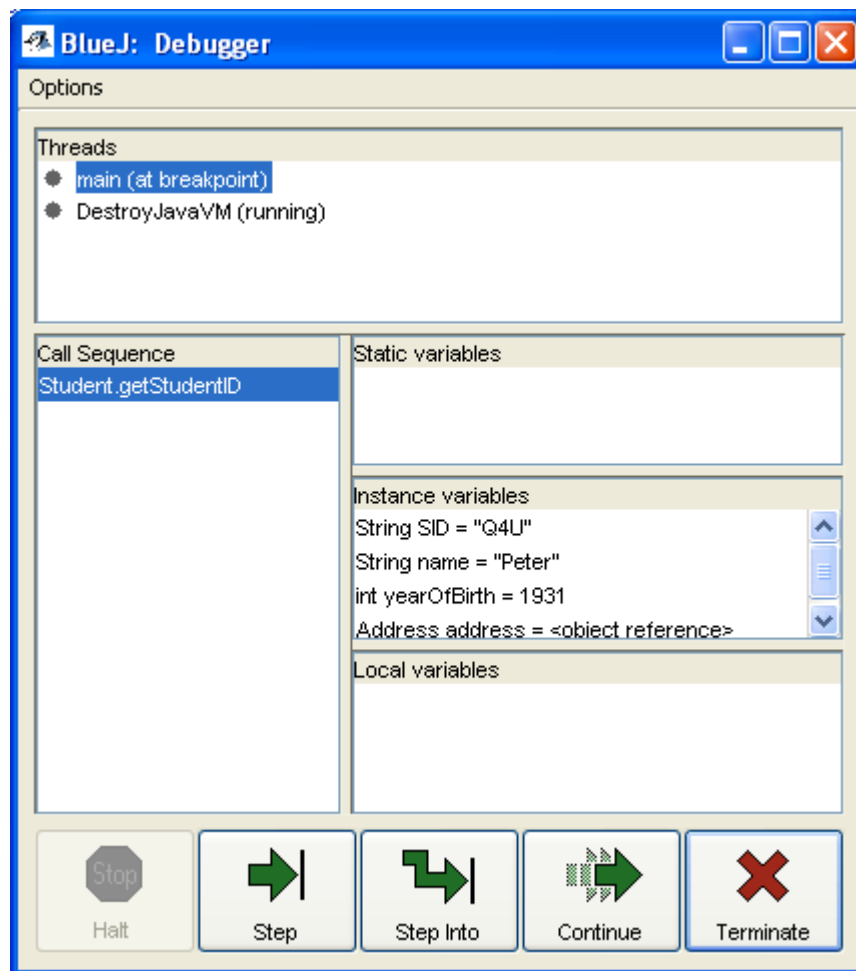 BlueJ: Debugger
Options
Threads
main (at breakpoint)
DestroyJavaVM (running)
Call Sequence
Student.getStudentID
Static variables
Instance variables
String SID = "Q4U"
String name = "Peter"
int yearOfBirth = 1931
Address address = <object reference>
Local variables
Stop
Halt
Step
Step Into
Continue
Terminate